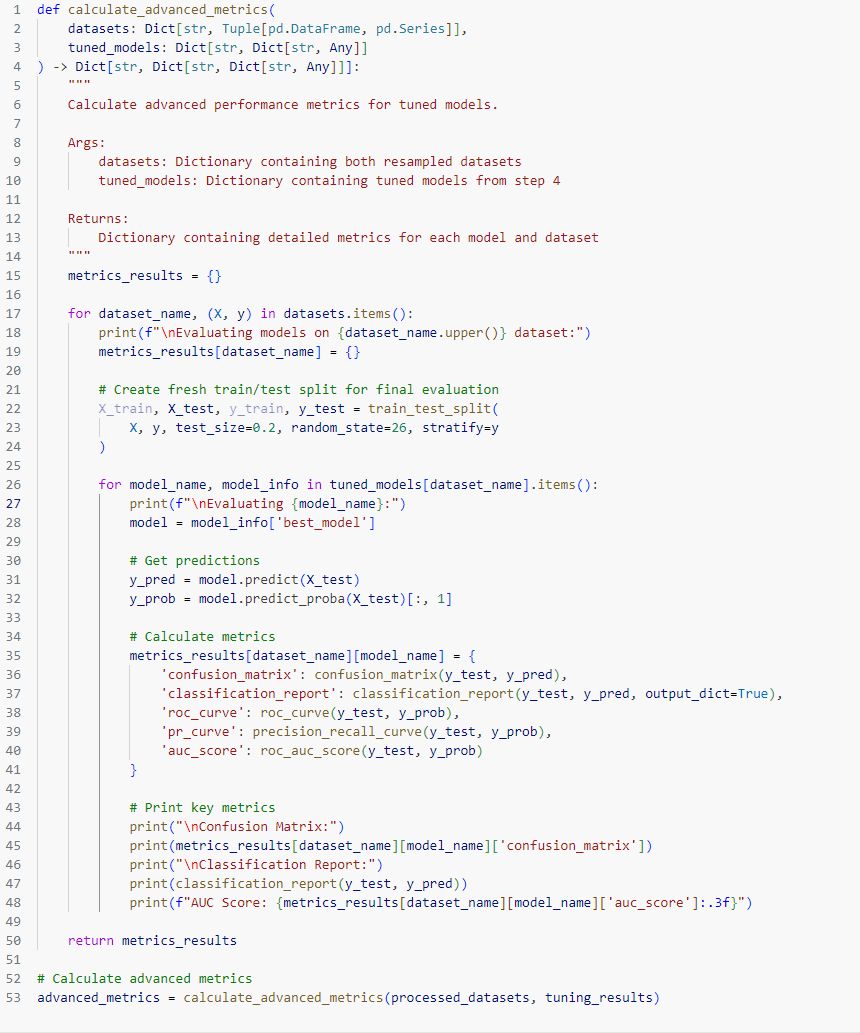 1 def calculate_advanced_metrics(
2     datasets: Dict[str, Tuple[pd.DataFrame, pd.Series]],
3     tuned_models: Dict[str, Dict[str, Any]]
4 ) -> Dict[str, Dict[str, Dict[str, Any]]]:
5     """
6     Calculate advanced performance metrics for tuned models.
7
8     Args:
9         datasets: Dictionary containing both resampled datasets
10         tuned_models: Dictionary containing tuned models from step 4
11
12     Returns:
13         Dictionary containing detailed metrics for each model and dataset
14     """
15     metrics_results = {}
16
17     for dataset_name, (X, y) in datasets.items():
18         print(f"\nEvaluating models on {dataset_name.upper()} dataset:")
19         metrics_results[dataset_name] = {}
20
21         # Create fresh train/test split for final evaluation
22         X_train, X_test, y_train, y_test = train_test_split(
23             X, y, test_size=0.2, random_state=26, stratify=y
24         )
25
26         for model_name, model_info in tuned_models[dataset_name].items():
27             print(f"\nEvaluating {model_name}:")
28             model = model_info['best_model']
29
30             # Get predictions
31             y_pred = model.predict(X_test)
32             y_prob = model.predict_proba(X_test)[:, 1]
33
34             # Calculate metrics
35             metrics_results[dataset_name][model_name] = {
36                 'confusion_matrix': confusion_matrix(y_test, y_pred),
37                 'classification_report': classification_report(y_test, y_pred, output_dict=True),
38                 'roc_curve': roc_curve(y_test, y_prob),
39                 'pr_curve': precision_recall_curve(y_test, y_prob),
40                 'auc_score': roc_auc_score(y_test, y_prob)
41             }
42
43             # Print key metrics
44             print("\nConfusion Matrix:")
45             print(metrics_results[dataset_name][model_name]['confusion_matrix'])
46             print("\nClassification Report:")
47             print(classification_report(y_test, y_pred))
48             print(f"AUC Score: {metrics_results[dataset_name][model_name]['auc_score']:.3f}")
49
50     return metrics_results
51
52 # Calculate advanced metrics
53 advanced_metrics = calculate_advanced_metrics(processed_datasets, tuning_results)